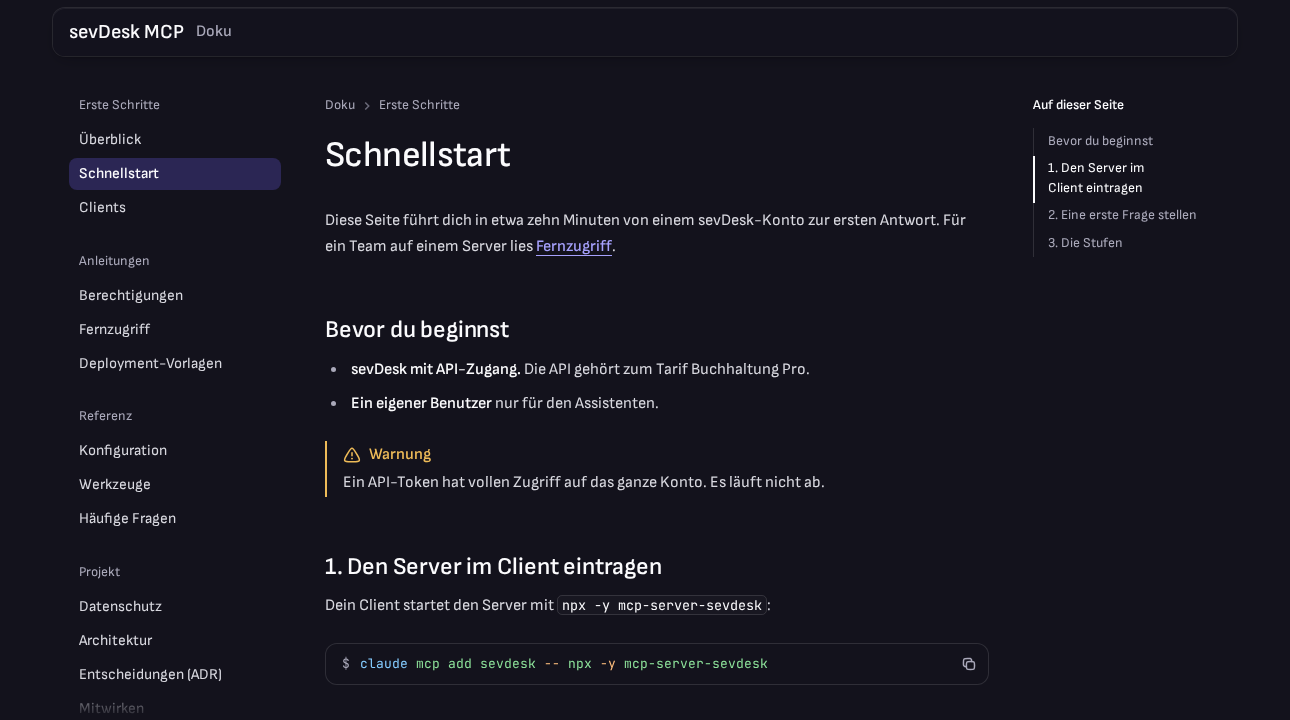 sevDesk MCP Doku
Erste Schritte
Überblick
Schnellstart
Clients
Anleitungen
Berechtigungen
Fernzugriff
Deployment-Vorlagen
Referenz
Konfiguration
Werkzeuge
Häufige Fragen
Projekt
Datenschutz
Architektur
Entscheidungen (ADR)
Mitwirken
Doku > Erste Schritte
Schnellstart
Diese Seite führt dich in etwa zehn Minuten von einem sevDesk-Konto zur ersten Antwort. Für
ein Team auf einem Server lies Fernzugriff.
Bevor du beginnst
• sevDesk mit API-Zugang. Die API gehört zum Tarif Buchhaltung Pro.
• Ein eigener Benutzer nur für den Assistenten.
Warnung
Ein API-Token hat vollen Zugriff auf das ganze Konto. Es läuft nicht ab.
1. Den Server im Client eintragen
Dein Client startet den Server mit npx -y mcp-server-sevdesk:
$ claude mcp add sevdesk -- npx -y mcp-server-sevdesk
Auf dieser Seite
Bevor du beginnst
1. Den Server im
Client eintragen
2. Eine erste Frage stellen
3. Die Stufen